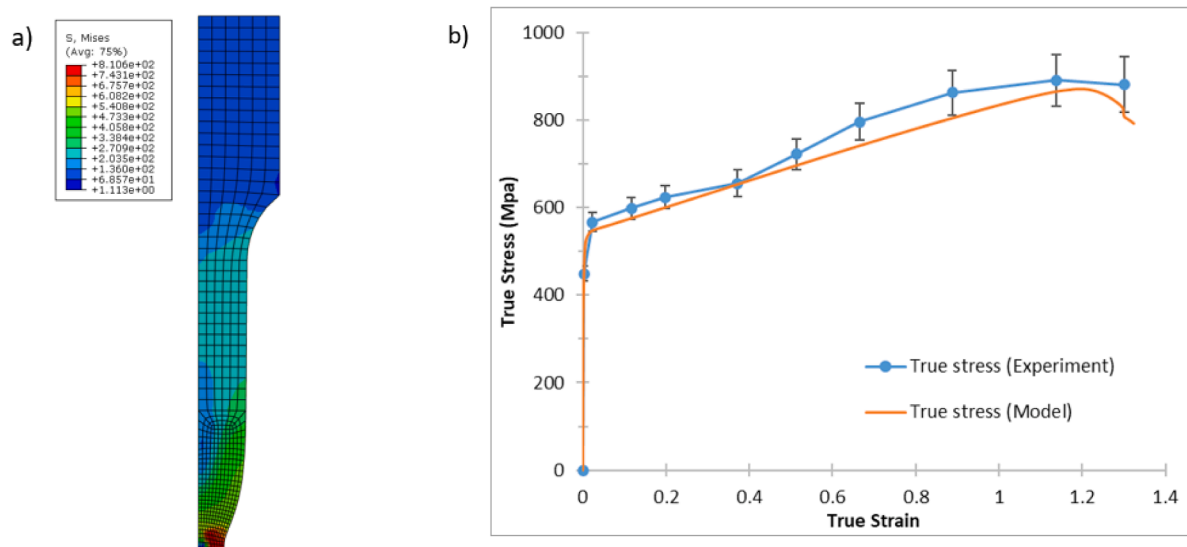 a)
S, Mises
(Avg: 75%)
+8.106e+02
+7.431e+02
+6.757e+02
+6.082e+02
+5.408e+02
+4.733e+02
+4.058e+02
+3.384e+02
+2.709e+02
+2.035e+02
+1.360e+02
+6.857e+01
+1.113e+00
b)
1000
800
600
400
200
0
True Stress (Mpa)
True stress (Experiment)
True stress (Model)
0 0.2 0.4 0.6 0.8 1 1.2 1.4
True Strain